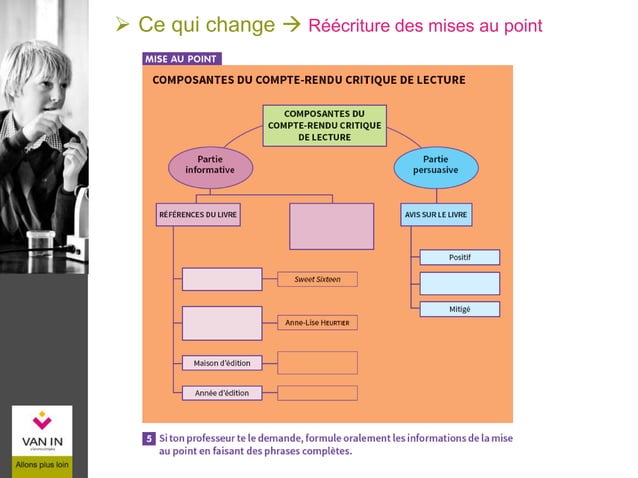 ➢ Ce qui change → Réécriture des mises au point
MISE AU POINT
COMPOSANTES DU COMPTE-RENDU CRITIQUE DE LECTURE
COMPOSANTES DU
COMPTE-RENDU CRITIQUE
DE LECTURE
Partie
informative
Partie
persuasive
RÉFÉRENCES DU LIVRE
AVIS SUR LE LIVRE
Positif
Sweet Sixteen
Mitigé
Anne-Lise HEURTIER
Maison d'édition
Année d'édition
5 Si ton professeur te le demande, formule oralement les informations de la mise
au point en faisant des phrases complètes.
VAN IN
Allons plus loin